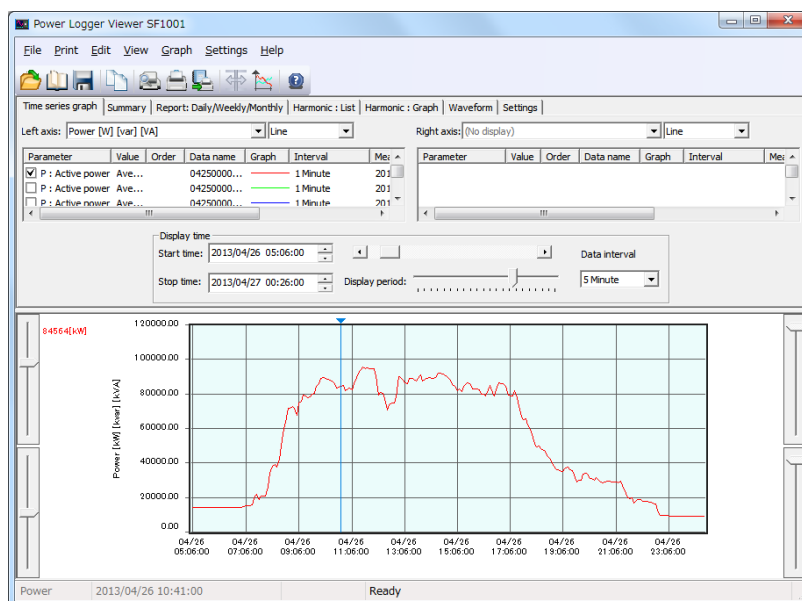 Power Logger Viewer SF1001
File Print Edit View Graph Settings Help
Time series graph Summary Report: Daily/Weekly/Monthly Harmonic : List Harmonic : Graph Waveform Settings
Left axis: Power [W] [var] [VA] Line Right axis: (No display) Line
Parameter Value Order Data name Graph Interval Mea Parameter Value Order Data name Graph Interval Mea
P : Active power Ave... 04250000... 1 Minute 201
P : Active power Ave... 04250000... 1 Minute 201
P : Active power Ave... 04250000... 1 Minute 201
Display time
Start time: 2013/04/26 05:06:00 Data interval
Stop time: 2013/04/27 00:26:00 Display period: 5 Minute
84564[kW]
Power [kW] [kvar] [kVA]
120000.00
100000.00
80000.00
40000.00
20000.00
0.00
04/26 04/26 04/26 04/26 04/26 04/26 04/26 04/26 04/26 04/26
05:06:00 07:06:00 09:06:00 11:06:00 13:06:00 15:06:00 17:06:00 19:06:00 21:06:00 23:06:00
Power 2013/04/26 10:41:00 Ready